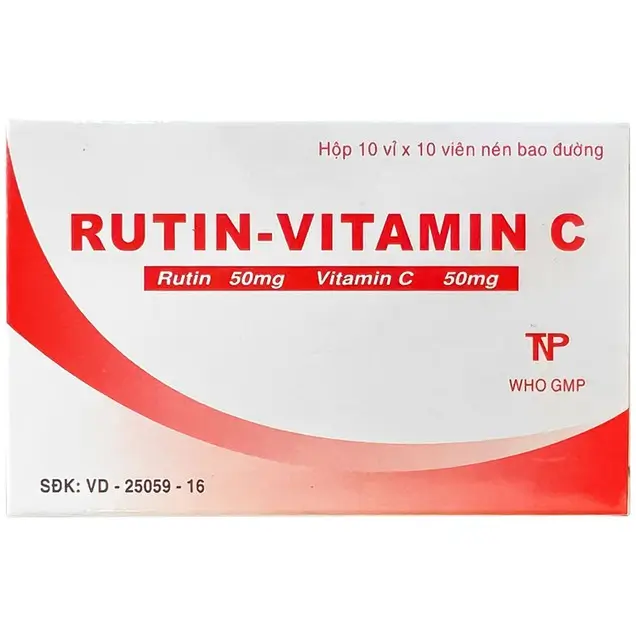 Hộp 10 vỉ x 10 viên nén bao đường
RUTIN-VITAMIN C
Rutin 50mg Vitamin C 50mg
TNP
WHO GMP
SĐK: VD - 25059 - 16